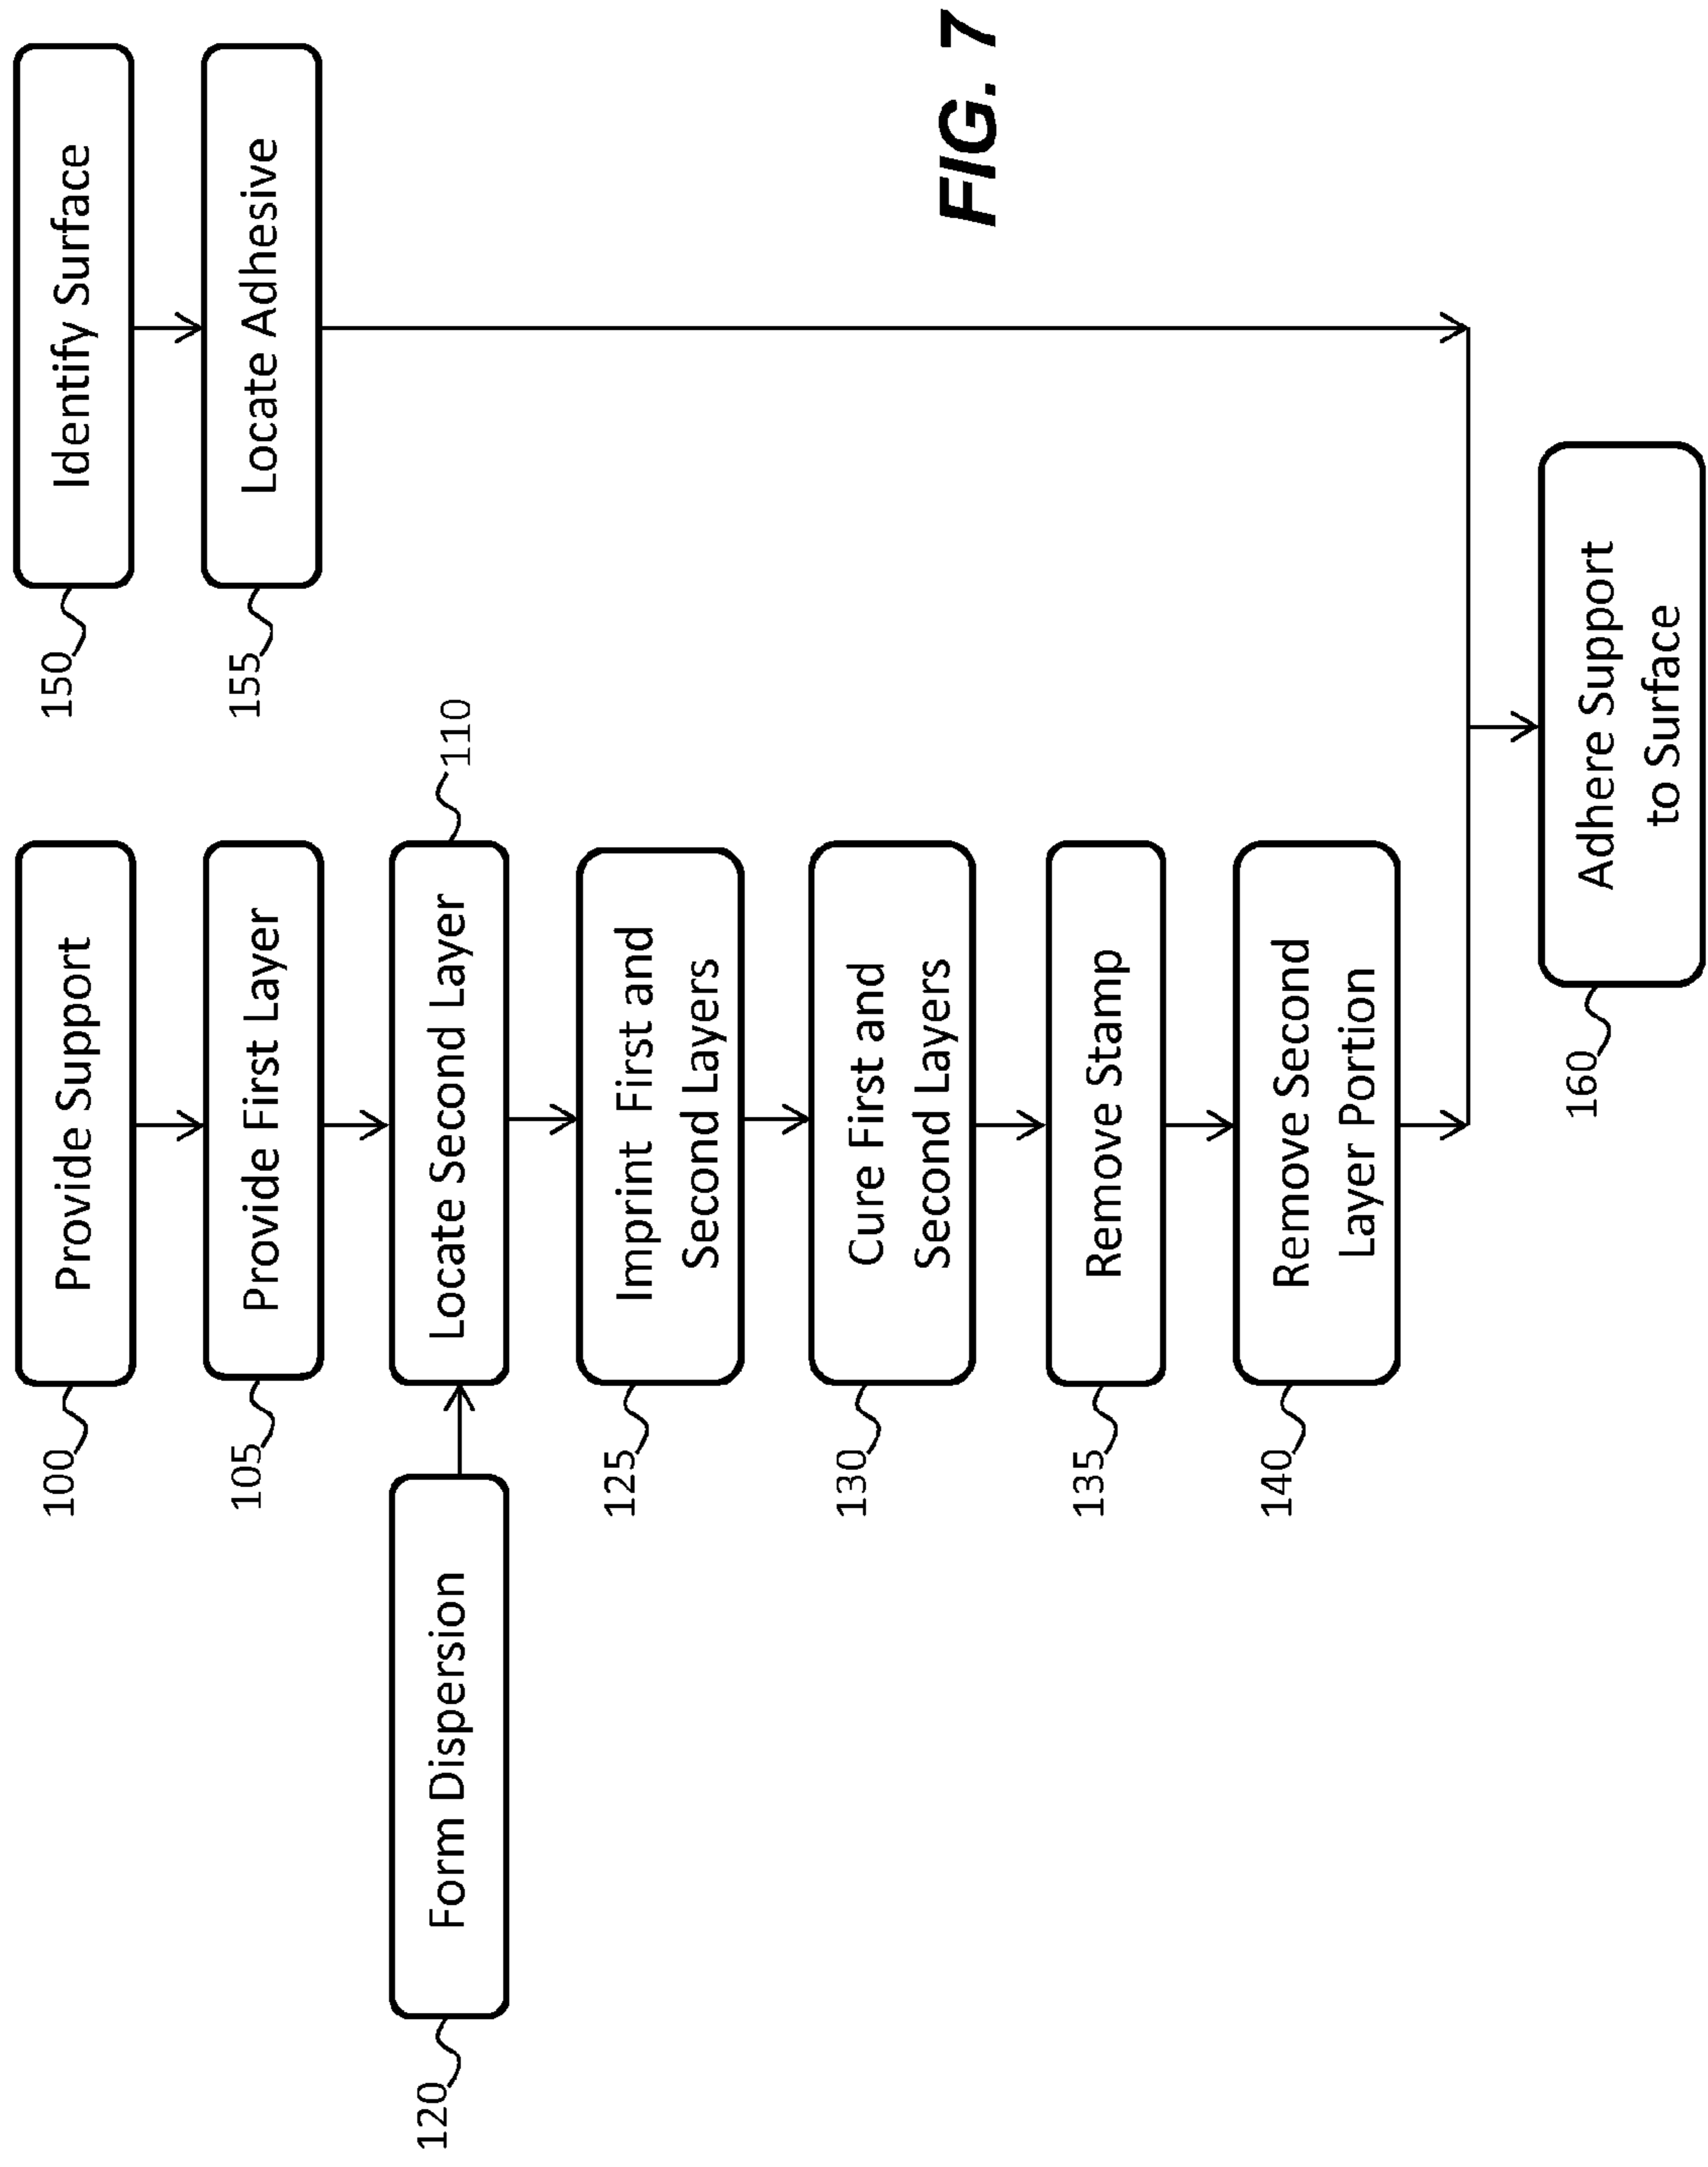 100
Provide Support
150
Identify Surface
105
Provide First Layer
155
Locate Adhesive
120
Form Dispersion
Locate Second Layer
110
125
Imprint First and
Second Layers
130
Cure First and
Second Layers
135
Remove Stamp
140
Remove Second
Layer Portion
160
Adhere Support
to Surface
FIG. 7